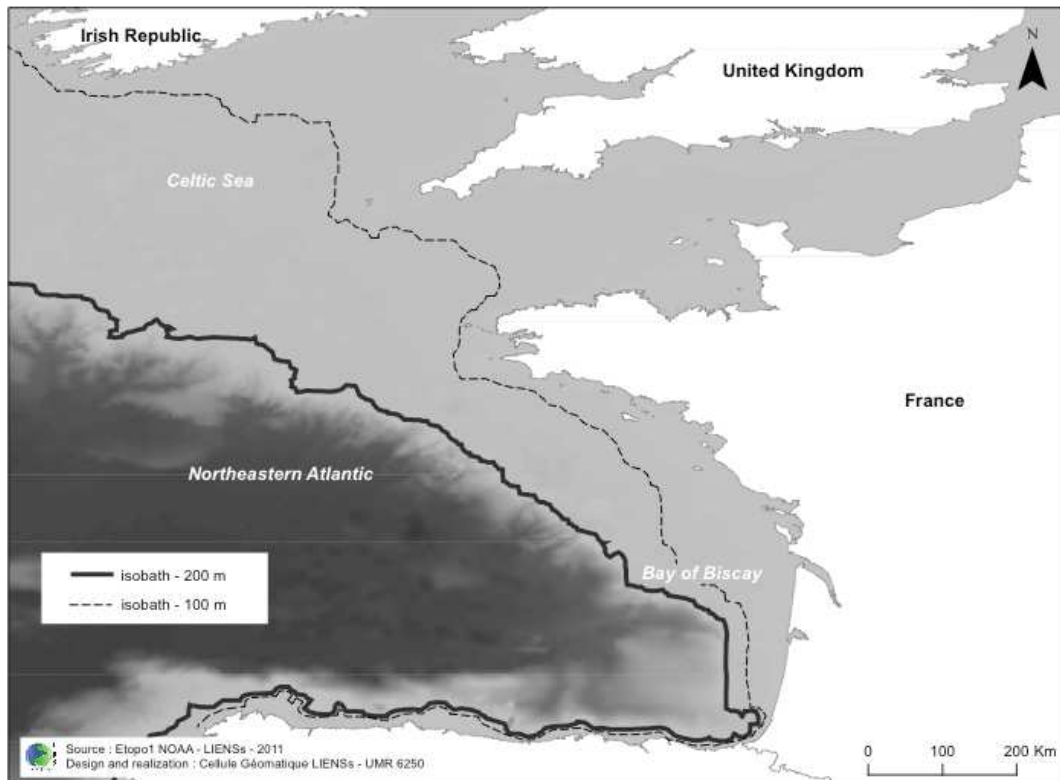 Irish Republic
N
United Kingdom
Celtic Sea
France
Northeastern Atlantic
Bay of Biscay
isobath - 200 m
isobath - 100 m
Source : Etopo1 NOAA - LIENSs - 2011
Design and realization : Cellule Géomatique LIENSs - UMR 6250
0 100 200 Km